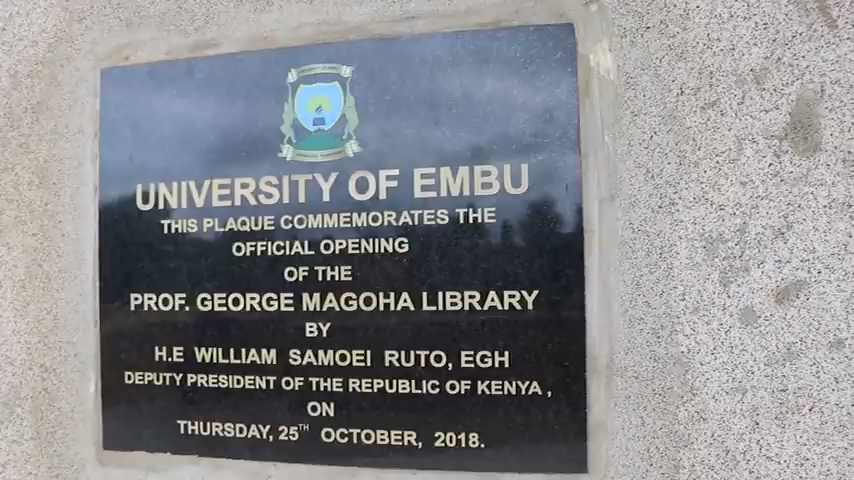 UNIVERSITY OF EMBU
THIS PLAQUE COMMEMORATES THE
OFFICIAL OPENING
OF THE
PROF. GEORGE MAGOHA LIBRARY
BY
H.E WILLIAM SAMOEI RUTO, EGH
DEPUTY PRESIDENT OF THE REPUBLIC OF KENYA ,
ON
THURSDAY, 25TH OCTOBER, 2018.